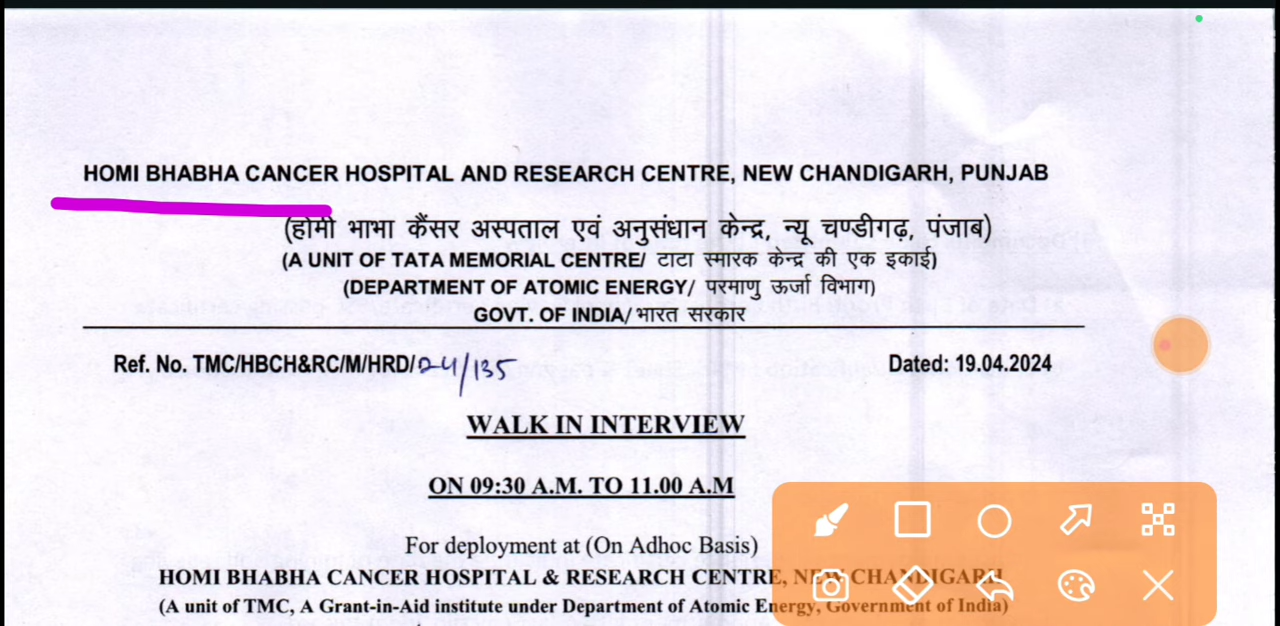 HOMI BHABHA CANCER HOSPITAL AND RESEARCH CENTRE, NEW CHANDIGARH, PUNJAB
(होमी भाभा कैंसर अस्पताल एवं अनुसंधान केन्द्र, न्यू चण्डीगढ़, पंजाब)
(A UNIT OF TATA MEMORIAL CENTRE/ टाटा स्मारक केन्द्र की एक इकाई)
(DEPARTMENT OF ATOMIC ENERGY/ परमाणु ऊर्जा विभाग)
GOVT. OF INDIA/ भारत सरकार
Ref. No. TMC/HBCH&RC/M/HRD/24/135 Dated: 19.04.2024
WALK IN INTERVIEW
ON 09:30 A.M. TO 11.00 A.M
For deployment at (On Adhoc Basis)
HOMI BHABHA CANCER HOSPITAL & RESEARCH CENTRE, NEW CHANDIGARH
(A unit of TMC, A Grant-in-Aid institute under Department of Atomic Energy, Government of India)